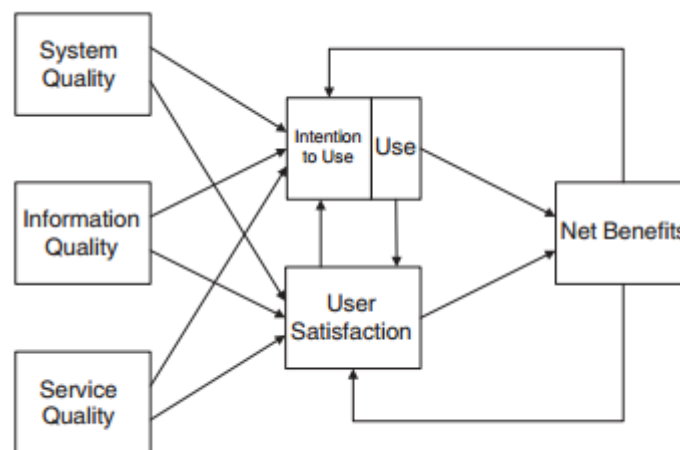 System
Quality
Intention
to Use
Use
Information
Quality
Net Benefits
User
Satisfaction
Service
Quality